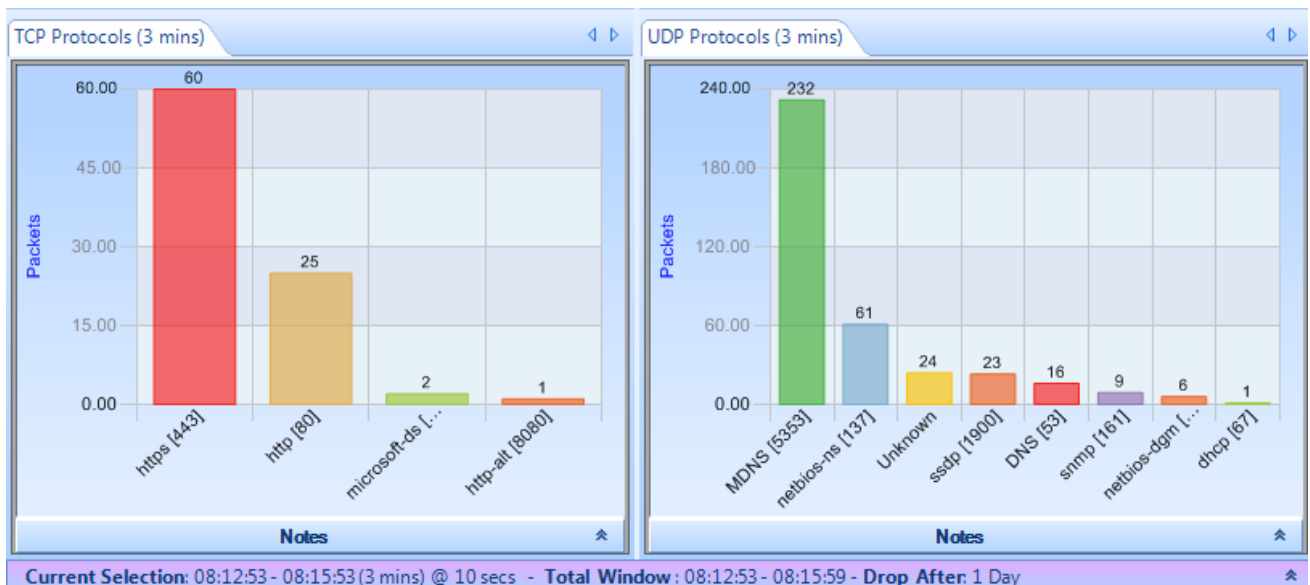 TCP Protocols (3 mins)
60
60.00
45.00
30.00
15.00
0.00
Packets
25
2
1
https [443]
http [80]
microsoft-ds [...
http-alt [8080]
Notes
UDP Protocols (3 mins)
240.00
180.00
120.00
60.00
0.00
Packets
232
61
24
23
16
9
6
1
MDNS [5353]
netbios-ns [137]
Unknown
ssdp [1900]
DNS [53]
snmp [161]
netbios-dgm [...
dhcp [67]
Notes
Current Selection: 08:12:53 - 08:15:53 (3 mins) @ 10 secs - Total Window : 08:12:53 - 08:15:59 - Drop After: 1 Day